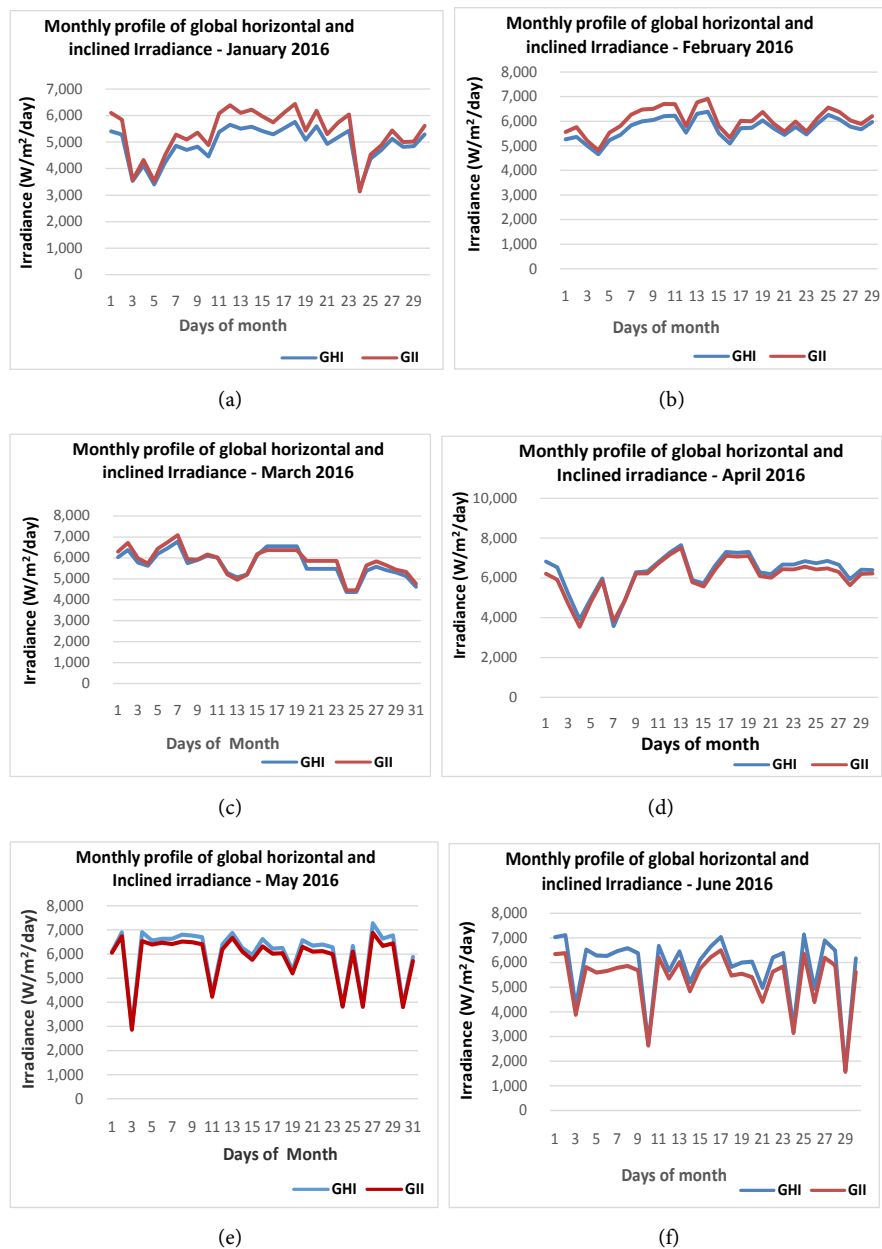 Monthly profile of global horizontal and
inclined Irradiance - January 2016
Irradiance (W/m²/day)
7,000
6,000
5,000
4,000
3,000
2,000
1,000
0
1 3 5 7 9 11 13 15 17 19 21 23 25 27 29
Days of month
GHI GII
(a)
Monthly profile of global horizontal and
inclined Irradiance - February 2016
Irradiance (W/m²/day)
8,000
7,000
6,000
5,000
4,000
3,000
2,000
1,000
0
1 3 5 7 9 11 13 15 17 19 21 23 25 27 29
Days of month
GHI GII
(b)
Monthly profile of global horizontal and
inclined Irradiance - March 2016
Irradiance (W/m²/day)
8,000
7,000
6,000
5,000
4,000
3,000
2,000
1,000
0
1 3 5 7 9 11 13 15 17 19 21 23 25 27 29 31
Days of Month
GHI GII
(c)
Monthly profile of global horizontal and
Inclined irradiance - April 2016
Irradiance (W/m²/day)
10,000
8,000
6,000
4,000
2,000
0
1 3 5 7 9 11 13 15 17 19 21 23 25 27 29
Days of month
GHI GII
(d)
Monthly profile of global horizontal and
Inclined irradiance - May 2016
Irradiance (W/m²/day)
8,000
7,000
6,000
5,000
4,000
3,000
2,000
1,000
0
1 3 5 7 9 11 13 15 17 19 21 23 25 27 29 31
Days of Month
GHI GII
(e)
Monthly profile of global horizontal and
inclined Irradiance - June 2016
Irradiance (W/m²/day)
8,000
7,000
6,000
5,000
4,000
3,000
2,000
1,000
0
1 3 5 7 9 11 13 15 17 19 21 23 25 27 29
Days of month
GHI GII
(f)